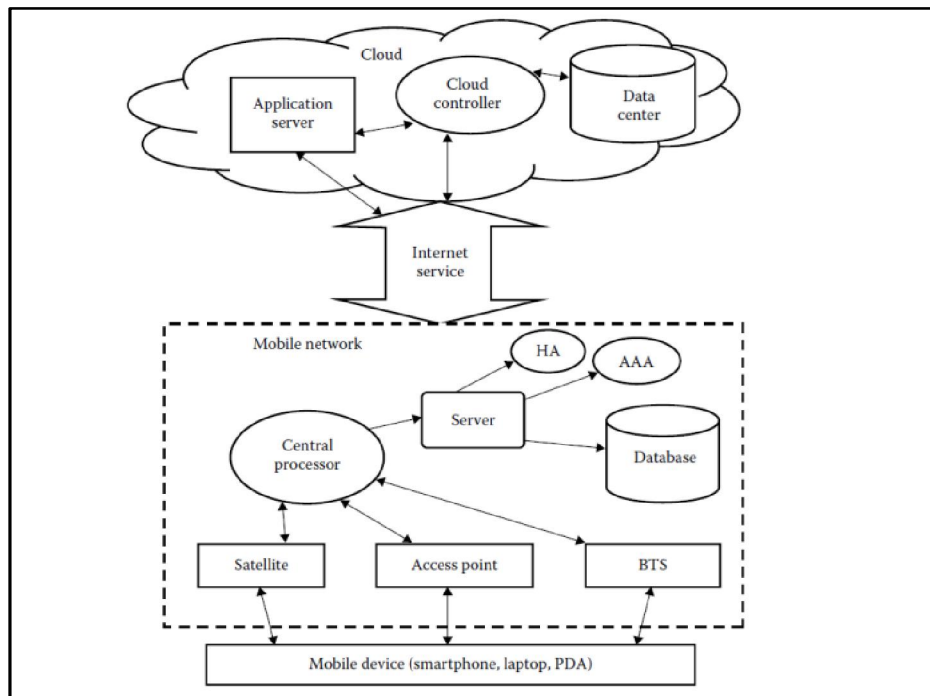 Cloud
Cloud
controller
Application
server
Data
center
Internet
service
Mobile network
HA
AAA
Server
Central
processor
Database
Satellite
Access point
BTS
Mobile device (smartphone, laptop, PDA)